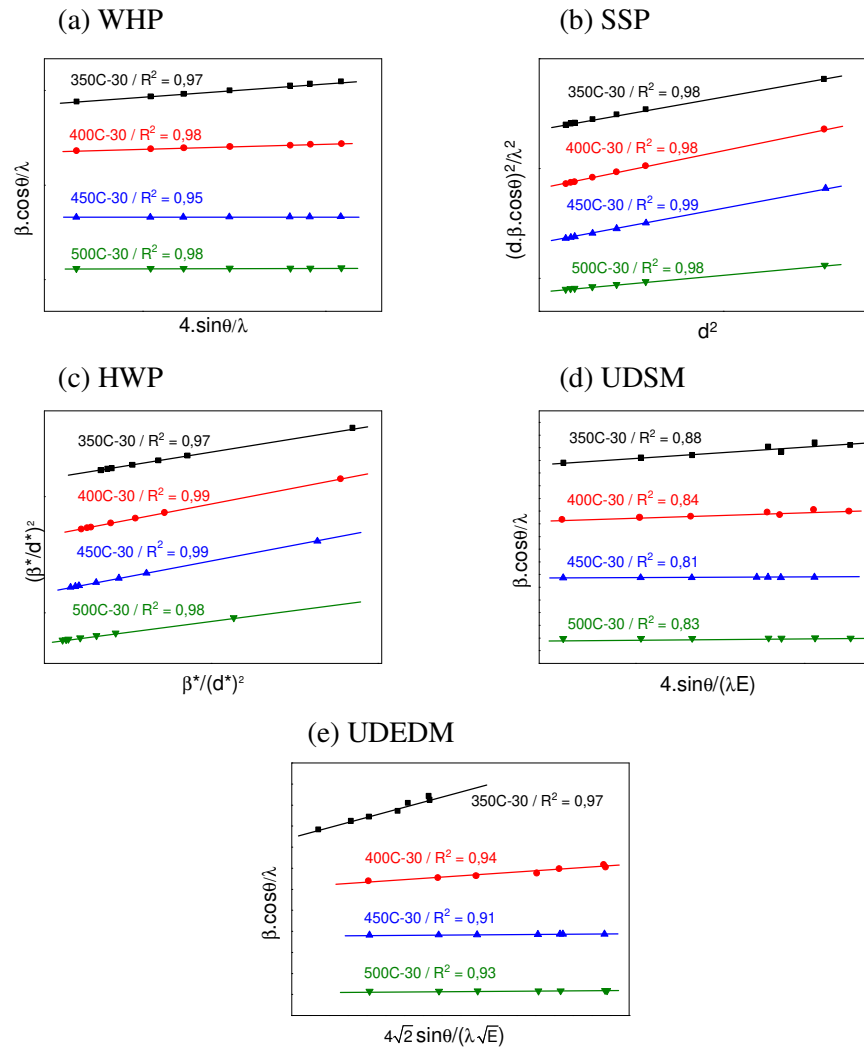 (a) WHP
350C-30 / R² = 0,97
400C-30 / R² = 0,98
450C-30 / R² = 0,95
500C-30 / R² = 0,98
β.cosθ/λ
4.sinθ/λ
(b) SSP
350C-30 / R² = 0,98
400C-30 / R² = 0,98
450C-30 / R² = 0,99
500C-30 / R² = 0,98
(d.β.cosθ)²/λ²
d²
(c) HWP
350C-30 / R² = 0,97
400C-30 / R² = 0,99
450C-30 / R² = 0,99
500C-30 / R² = 0,98
(β*/d*)²
β*/(d*)²
(d) UDSM
350C-30 / R² = 0,88
400C-30 / R² = 0,84
450C-30 / R² = 0,81
500C-30 / R² = 0,83
β.cosθ/λ
4.sinθ/(λE)
(e) UDEDM
350C-30 / R² = 0,97
400C-30 / R² = 0,94
450C-30 / R² = 0,91
500C-30 / R² = 0,93
β.cosθ/λ
4√2 sinθ/(λ√E)